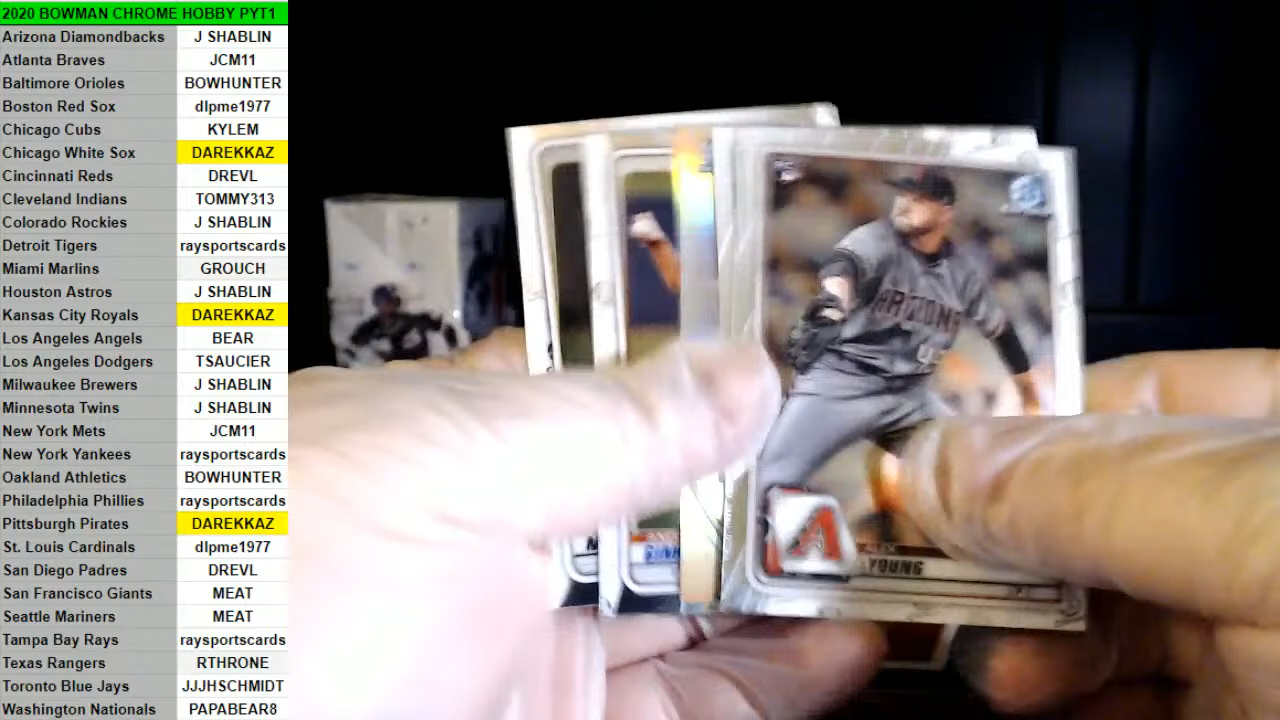 2020 BOWMAN CHROME HOBBY PYT1
Arizona Diamondbacks J SHABLIN
Atlanta Braves JCM11
Baltimore Orioles BOWHUNTER
Boston Red Sox dlpme1977
Chicago Cubs KYLEM
Chicago White Sox DAREKKAZ
Cincinnati Reds DREVL
Cleveland Indians TOMMY313
Colorado Rockies J SHABLIN
Detroit Tigers raysportscards
Miami Marlins GROUCH
Houston Astros J SHABLIN
Kansas City Royals DAREKKAZ
Los Angeles Angels BEAR
Los Angeles Dodgers TSAUCIER
Milwaukee Brewers J SHABLIN
Minnesota Twins J SHABLIN
New York Mets JCM11
New York Yankees raysportscards
Oakland Athletics BOWHUNTER
Philadelphia Phillies raysportscards
Pittsburgh Pirates DAREKKAZ
St. Louis Cardinals dlpme1977
San Diego Padres DREVL
San Francisco Giants MEAT
Seattle Mariners MEAT
Tampa Bay Rays raysportscards
Texas Rangers RTHRONE
Toronto Blue Jays JJJHSCHMIDT
Washington Nationals PAPABEAR8
ARIZONA
A
YOUNG